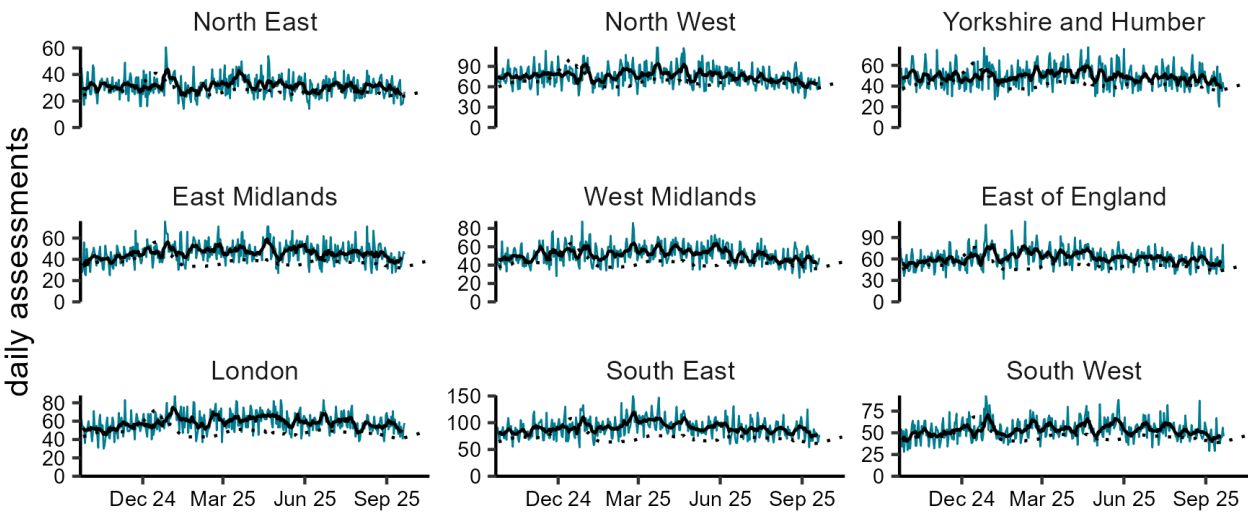 North East
North West
Yorkshire and Humber
60
40
20
0
90
60
30
0
60
40
20
0
daily assessments
East Midlands
West Midlands
East of England
60
40
20
0
80
60
40
20
0
90
60
30
0
London
South East
South West
80
60
40
20
0
150
100
50
0
75
50
25
0
Dec 24 Mar 25 Jun 25 Sep 25
Dec 24 Mar 25 Jun 25 Sep 25
Dec 24 Mar 25 Jun 25 Sep 25